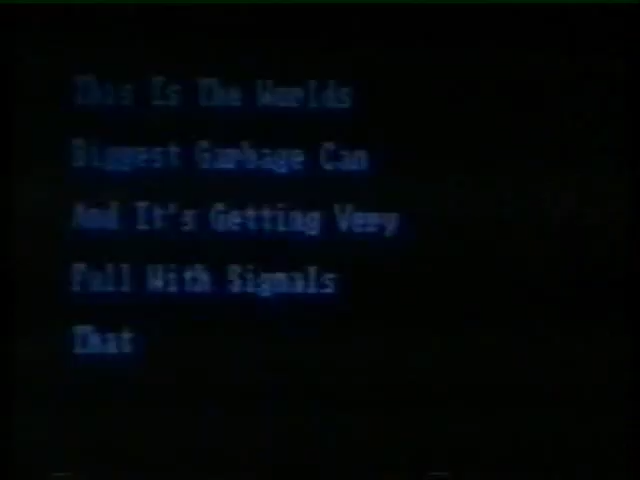 This Is The Worlds
Biggest Garbage Can
And It's Getting Very
Full With Signals
That